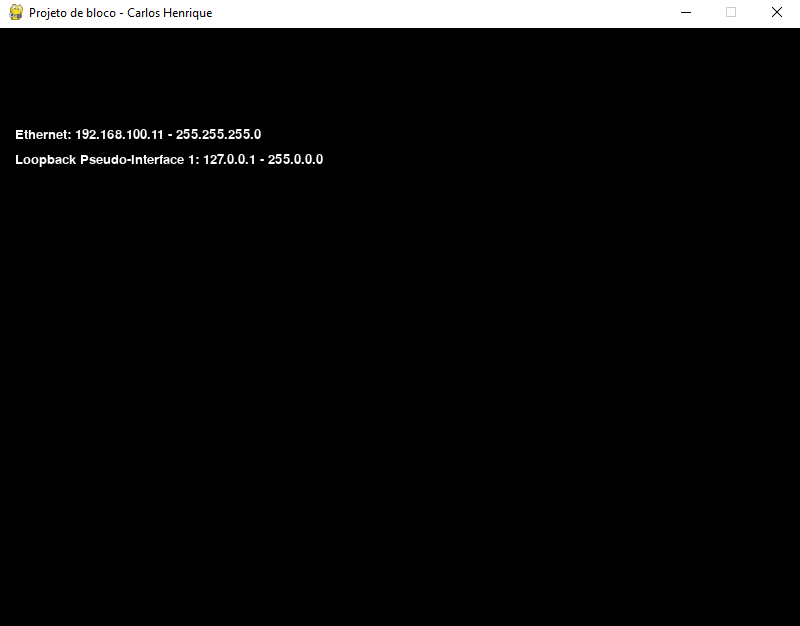 Projeto de bloco - Carlos Henrique
Ethernet: 192.168.100.11 - 255.255.255.0
Loopback Pseudo-Interface 1: 127.0.0.1 - 255.0.0.0